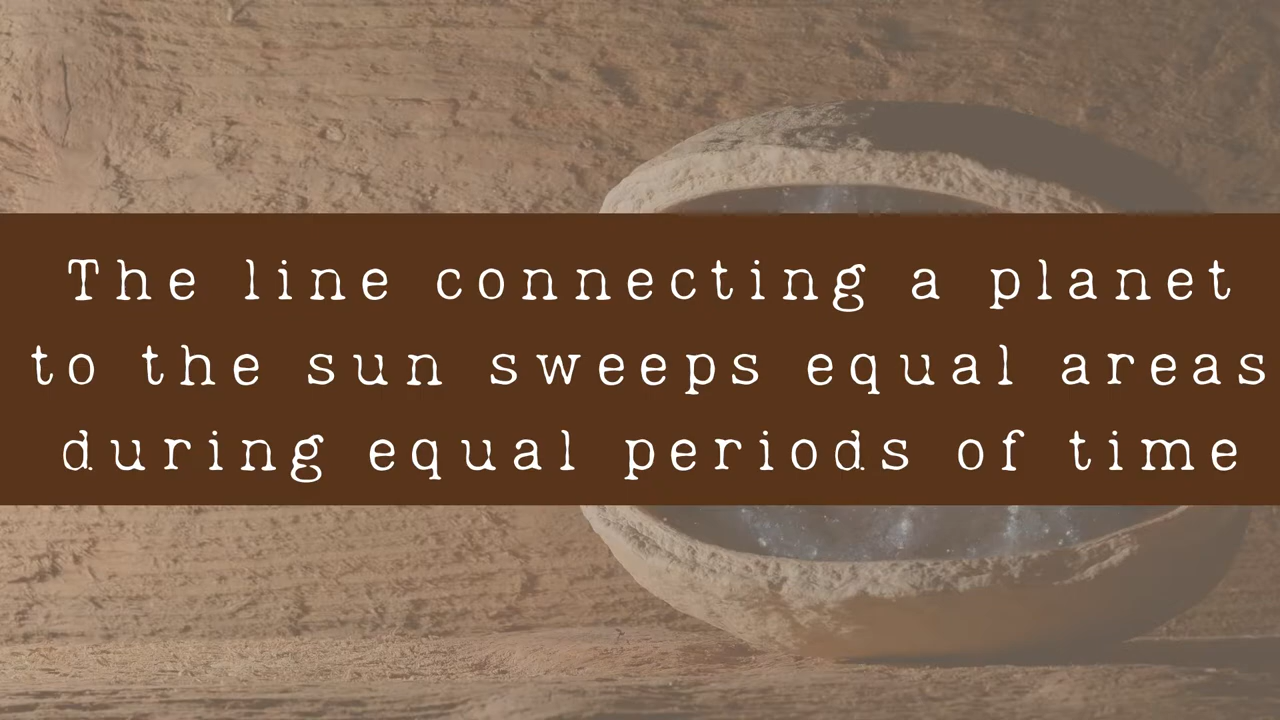 The line connecting a planet
to the sun sweeps equal areas
during equal periods of time